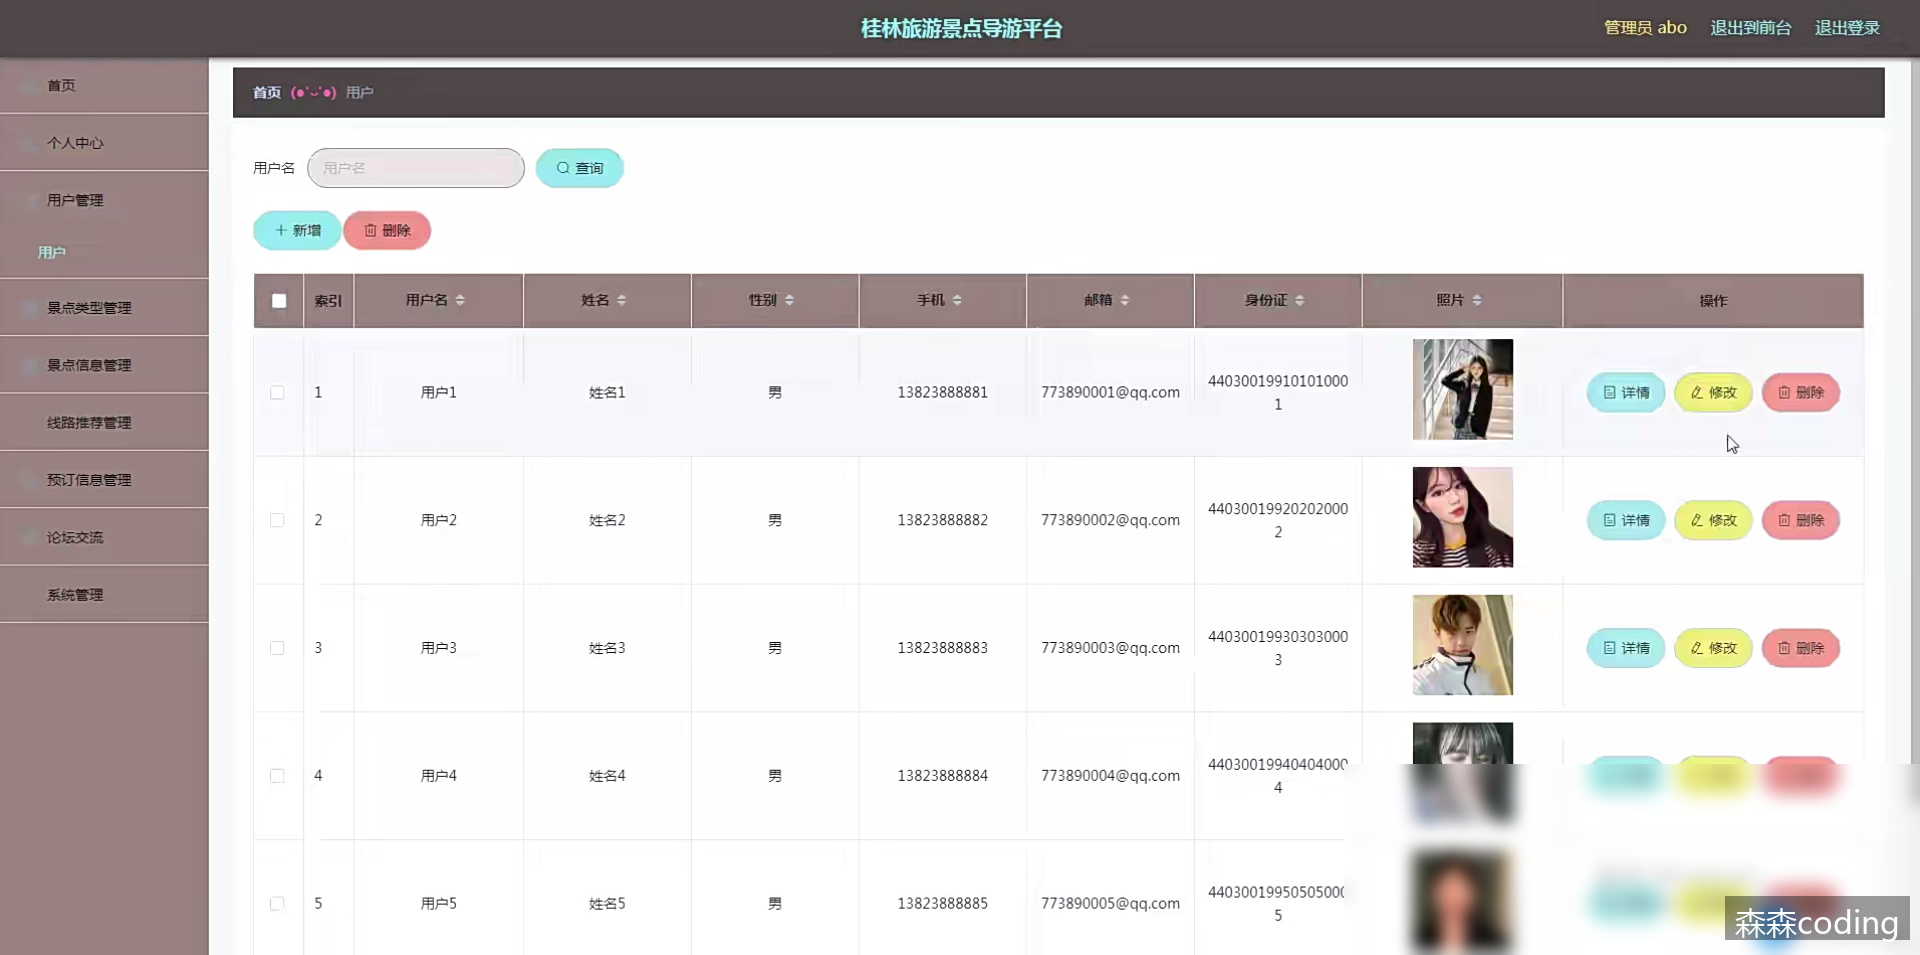 桂林旅游景点导游平台
管理员 abo 退出到前台 退出登录
首页
个人中心
用户管理
用户
景点类型管理
景点信息管理
线路推荐管理
预订信息管理
论坛交流
系统管理
首页 (●'◡'●) 用户
用户名 用户名 查询
+ 新增 删除
索引 用户名 姓名 性别 手机 邮箱 身份证 照片 操作
1 用户1 姓名1 男 13823888881 773890001@qq.com 44030019910101000
1
详情 修改 删除
2 用户2 姓名2 男 13823888882 773890002@qq.com 44030019920202000
2
详情 修改 删除
3 用户3 姓名3 男 13823888883 773890003@qq.com 44030019930303000
3
详情 修改 删除
4 用户4 姓名4 男 13823888884 773890004@qq.com 44030019940404000
4
5 用户5 姓名5 男 13823888885 773890005@qq.com 44030019950505000
5
森森coding